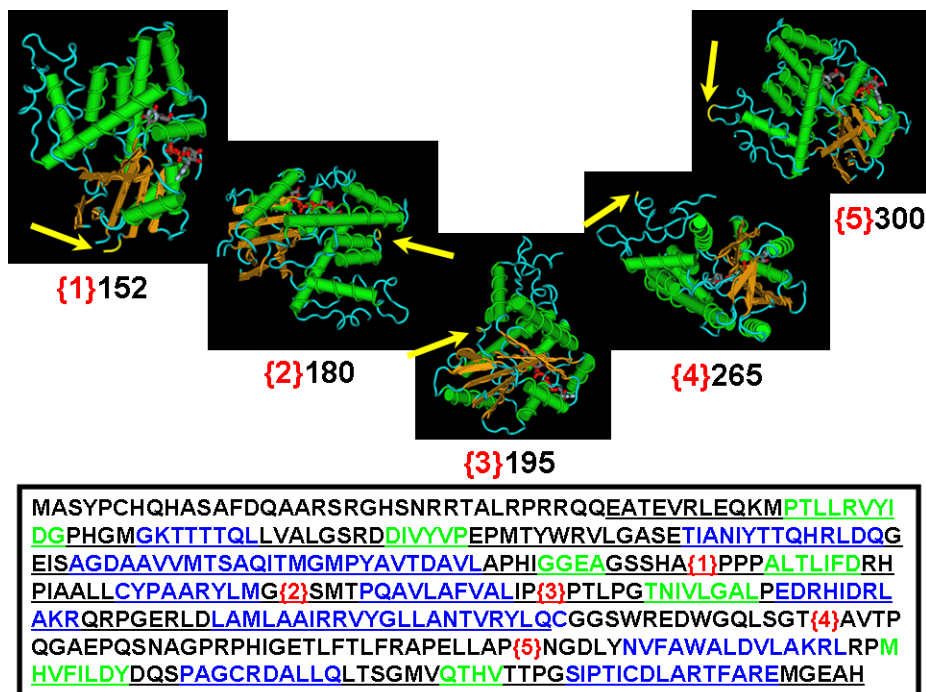 {1}152
{2}180
{3}195
{4}265
{5}300
MASYPCHQHASAFDQAARSRGHSNRRTALRPRRQQEATEVRLEQKMPTLLRVYI
DGPHGMGKTTTTQLLVALGSRDDIVYVPEPMTYWRVLGASETIANIYTTQHRLDQG
EISAGDAAVVMTSAQITMGMPYAVTDAVLAPHIGGEAGSSHA{1}PPPALTLIFDRH
PIAALLCYPAARYLMG{2}SMTPQAVLAFVALIP{3}PTLPGTNIVLGALPEDRHIDRL
AKRQRPGERLDLAMLAAIRRVYGLLANTVRYLQCGGSWREDWGQLSGT{4}AVTP
QGAEPQSNAGPRPHIGETLFTLFRAPELLAP{5}NGDLYNVFAWALDVLAKRLRPM
HVFILDYDQSPAGCRDALLQLTSGMVQTHVTTPGSIPTICDLARTFAREMGEAH